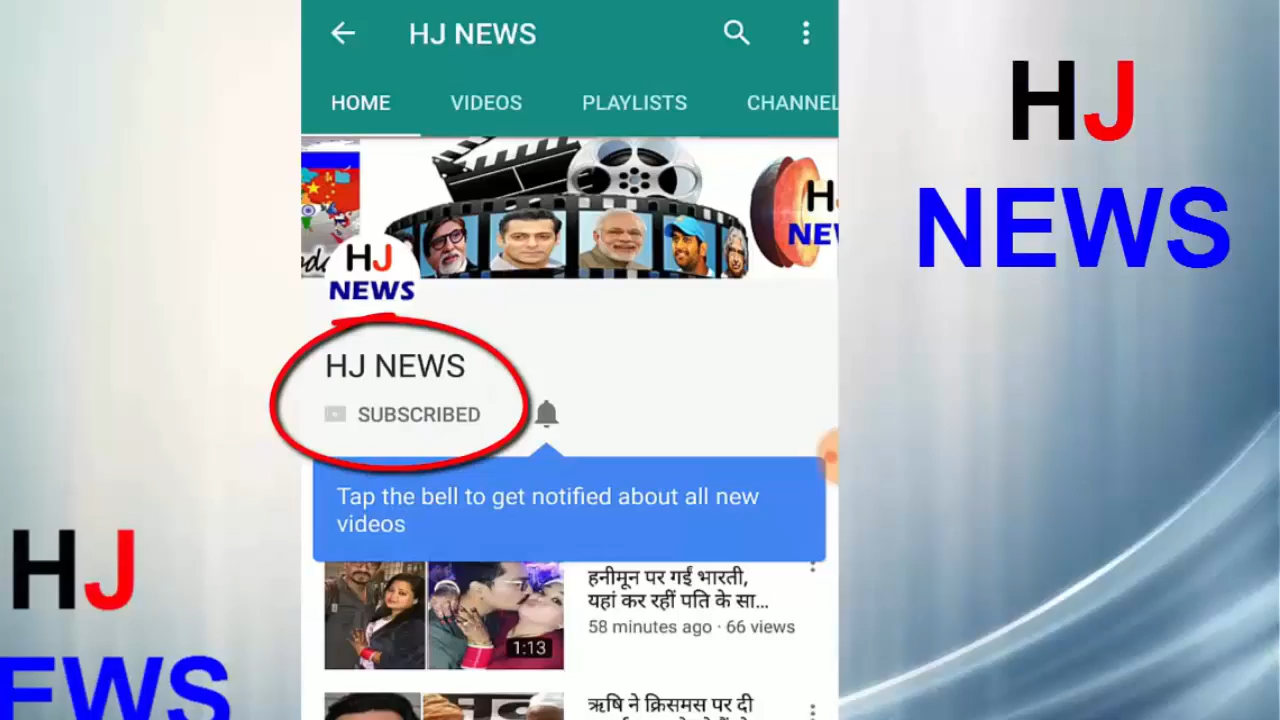 HJ NEWS
HOME VIDEOS PLAYLISTS CHANNEL
HJ
NEWS
HJ
NEWS
HJ NEWS
SUBSCRIBED
Tap the bell to get notified about all new
videos
हनीमून पर गईं भारती,
यहां कर रहीं पति के सा...
58 minutes ago · 66 views
1:13
ऋषि ने क्रिसमस पर दी
HJ
EWS